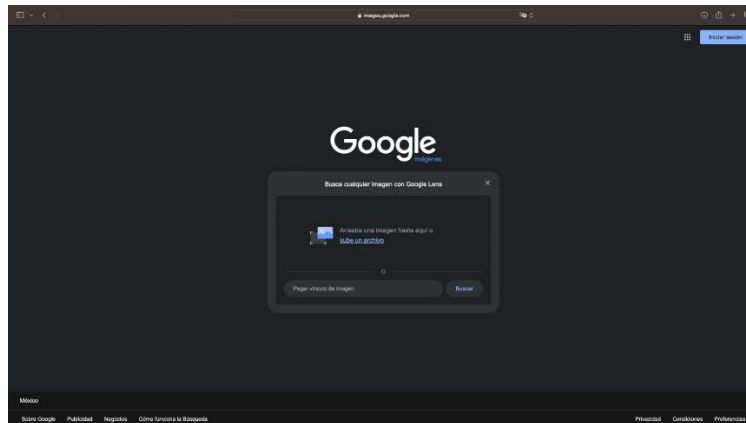 images.google.com
Iniciar sesión
Google
Imágenes
Busca cualquier imagen con Google Lens
Arrastra una imagen hasta aquí o
sube un archivo
O
Pegar vínculo de imagen
Buscar
México
Sobre Google Publicidad Negocios Cómo funciona la Búsqueda
Privacidad Condiciones Preferencias